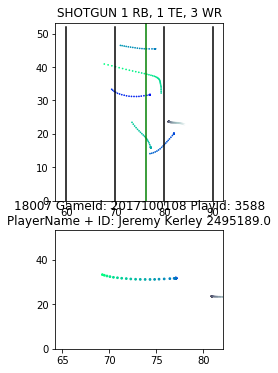 SHOTGUN 1 RB, 1 TE, 3 WR
50
40
30
20
10
0
60 70 80 90
18007 GameId: 2017100108 PlayId: 3588
PlayerName + ID: Jeremy Kerley 2495189.0
40
20
0
65 70 75 80